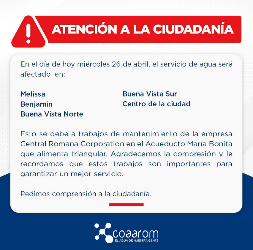 ATENCIÓN A LA CIUDADANÍA
En el día de hoy miércoles 26 de abril, el servicio de agua será
afectado en:
Melissa
Buena Vista Sur
Benjamin
Centro de la ciudad
Buena Vista Norte
Esto se debe a trabajos de mantenimiento de la empresa
Central Romana Corporation en el Acueducto María Bonita
que alimenta triangular. Agradecemos la compresión y le
recordamos que estos trabajos son importantes para
garantizar un mejor servicio.
Pedimos comprensión a la ciudadanía.
coaarom